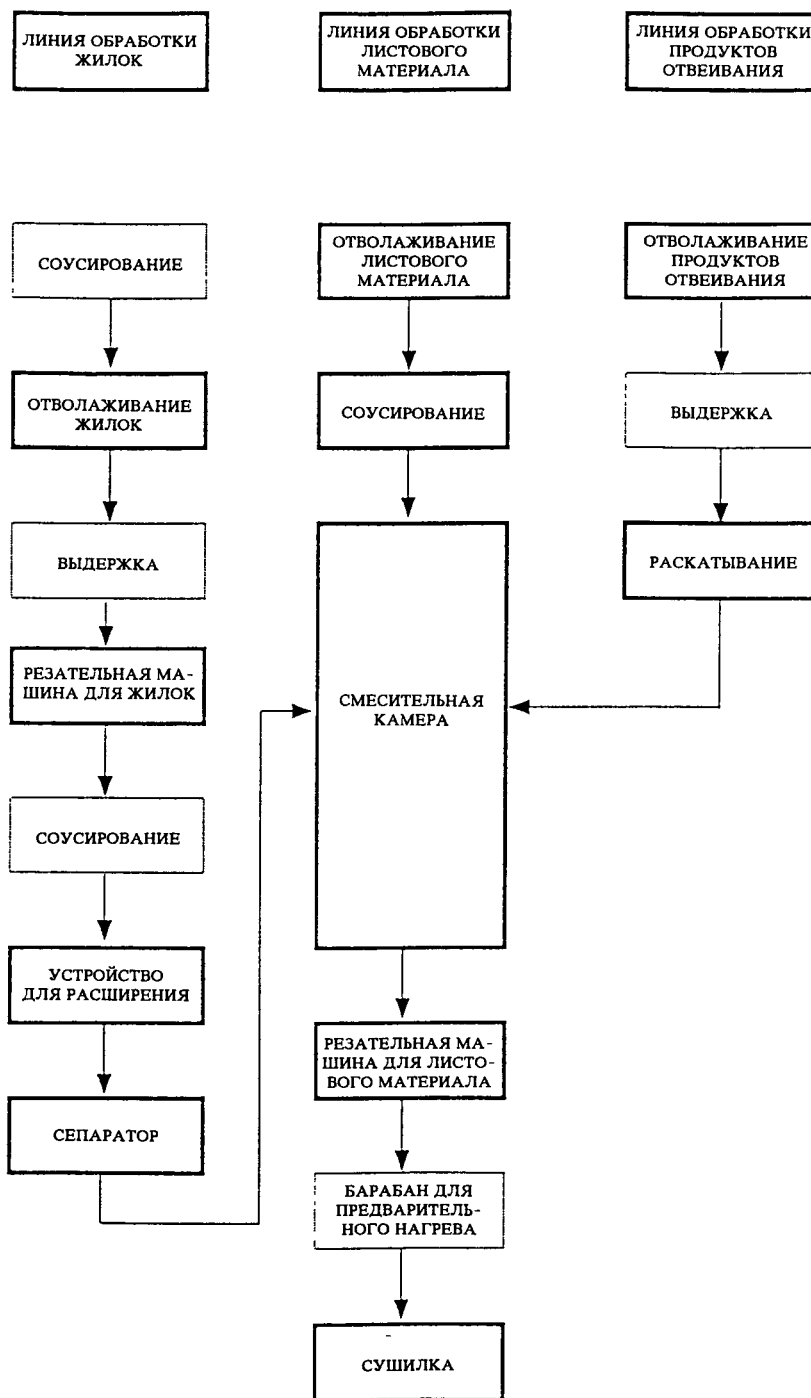 ЛИНИЯ ОБРАБОТКИ
ЖИЛОК
ЛИНИЯ ОБРАБОТКИ
ЛИСТОВОГО
МАТЕРИАЛА
ЛИНИЯ ОБРАБОТКИ
ПРОДУКТОВ
ОТВЕИВАНИЯ
СОУСИРОВАНИЕ
ОТВОЛАЖИВАНИЕ
ЛИСТОВОГО
МАТЕРИАЛА
ОТВОЛАЖИВАНИЕ
ПРОДУКТОВ
ОТВЕИВАНИЯ
ОТВОЛАЖИВАНИЕ
ЖИЛОК
СОУСИРОВАНИЕ
ВЫДЕРЖКА
ВЫДЕРЖКА
РАСКАТЫВАНИЕ
РЕЗАТЕЛЬНАЯ МА-
ШИНА ДЛЯ ЖИЛОК
СМЕСИТЕЛЬНАЯ
КАМЕРА
СОУСИРОВАНИЕ
УСТРОЙСТВО
ДЛЯ РАСШИРЕНИЯ
РЕЗАТЕЛЬНАЯ МА-
ШИНА ДЛЯ ЛИСТО-
ВОГО МАТЕРИАЛА
СЕПАРАТОР
БАРАБАН ДЛЯ
ПРЕДВАРИТЕЛЬ-
НОГО НАГРЕВА
СУШИЛКА